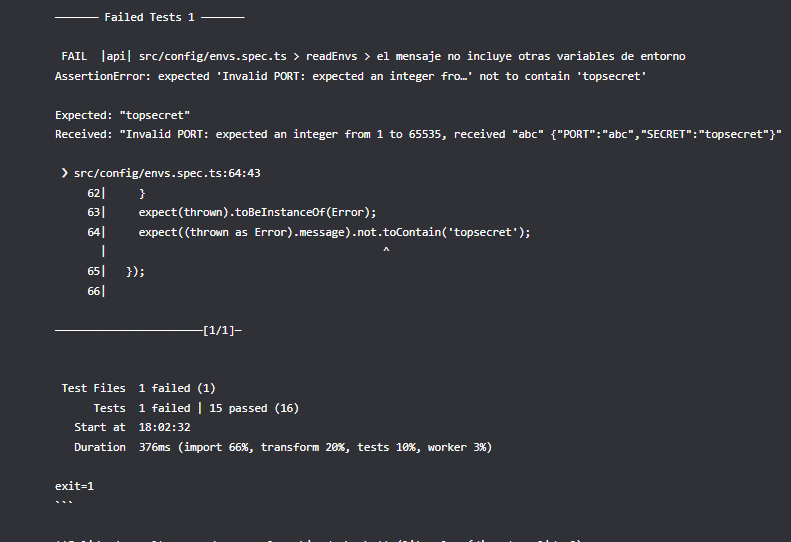 ─────── Failed Tests 1 ───────
FAIL |api| src/config/envs.spec.ts > readEnvs > el mensaje no incluye otras variables de entorno
AssertionError: expected 'Invalid PORT: expected an integer fro…' not to contain 'topsecret'
Expected: "topsecret"
Received: "Invalid PORT: expected an integer from 1 to 65535, received "abc" {"PORT":"abc","SECRET":"topsecret"}"
❯ src/config/envs.spec.ts:64:43
62| }
63| expect(thrown).toBeInstanceOf(Error);
64| expect((thrown as Error).message).not.toContain('topsecret');
| ^
65| });
66|
────────────────────────[1/1]─
Test Files 1 failed (1)
Tests 1 failed | 15 passed (16)
Start at 18:02:32
Duration 376ms (import 66%, transform 20%, tests 10%, worker 3%)
exit=1
```